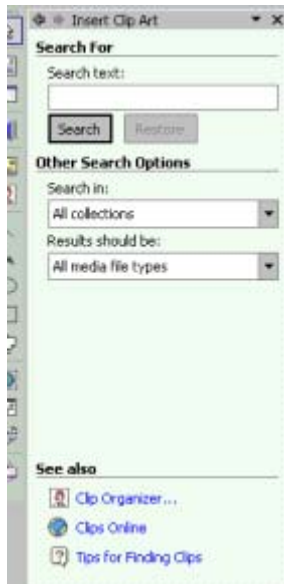 Insert Clip Art
Search For
Search text:
Search Restore
Other Search Options
Search in:
All collections
Results should be:
All media file types
See also
Clip Organizer...
Clips Online
Tips for Finding Clips